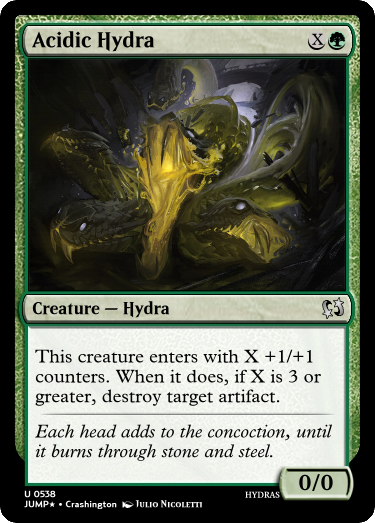 Acidic Hydra
X
Creature — Hydra
This creature enters with X +1/+1
counters. When it does, if X is 3 or
greater, destroy target artifact.
Each head adds to the concoction, until
it burns through stone and steel.
0/0
U 0538
HYDRAS
JUMP★ • Crashington Julio Nicoletti